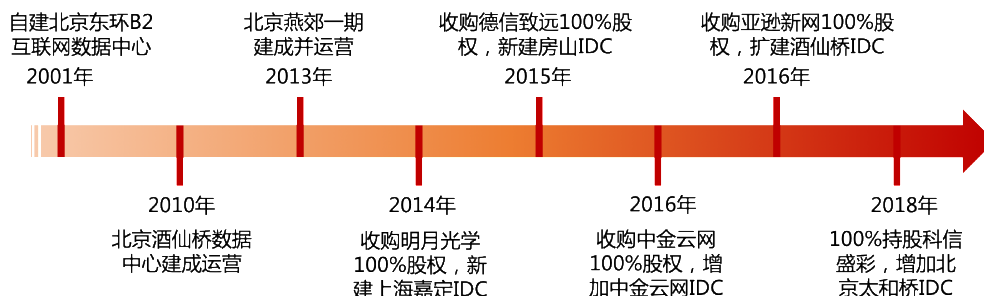 自建北京东环B2
互联网数据中心
2001年
北京燕郊一期
建成并运营
2013年
收购德信致远100%股
权，新建房山IDC
2015年
收购亚逊新网100%股
权，扩建酒仙桥IDC
2016年
2010年
北京酒仙桥数据
中心建成运营
2014年
收购明月光学
100%股权，新
建上海嘉定IDC
2016年
收购中金云网
100%股权，增
加中金云网IDC
2018年
100%持股科信
盛彩，增加北
京太和桥IDC